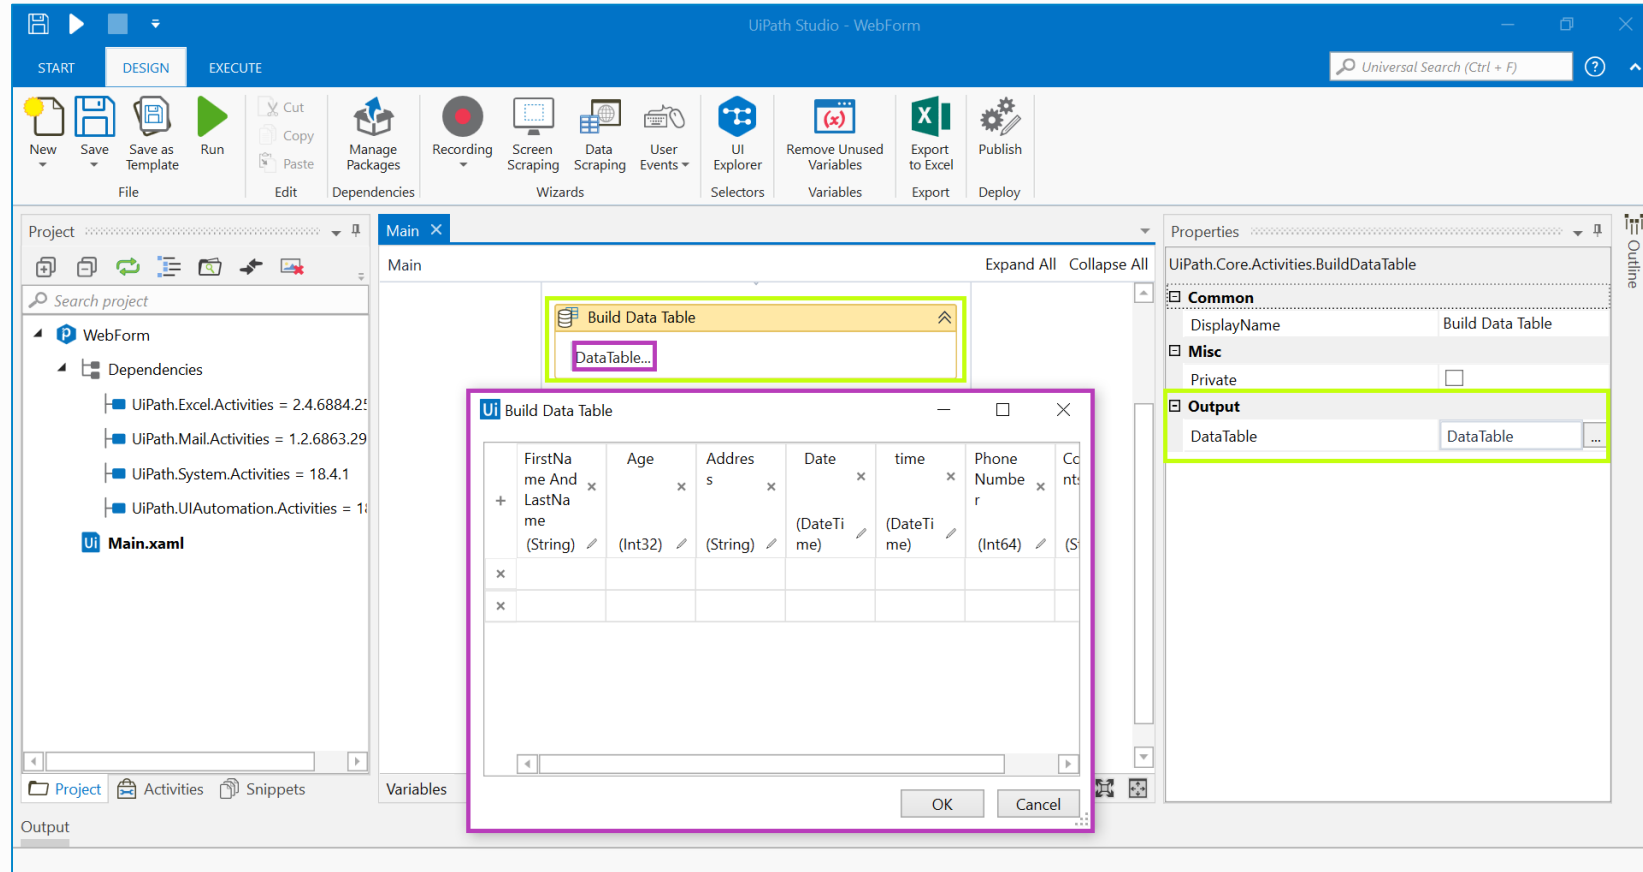 UiPath Studio - WebForm
START DESIGN EXECUTE
Universal Search (Ctrl + F)
?
New
Save
Save as
Template
Run
Cut
Copy
Paste
Manage
Packages
Recording
Screen
Scraping
Data
Scraping
User
Events
UI
Explorer
Remove Unused
Variables
Export
to Excel
Publish
File
Edit
Dependencies
Wizards
Selectors
Variables
Export
Deploy
Project
Search project
WebForm
Dependencies
UiPath.Excel.Activities = 2.4.6884.25
UiPath.Mail.Activities = 1.2.6863.29
UiPath.System.Activities = 18.4.1
UiPath.UIAutomation.Activities = 18
Ui Main.xaml
Project Activities Snippets
Output
Main
Main
Expand All Collapse All
Build Data Table
DataTable...
Ui Build Data Table
FirstNa
me And
LastNa
me
(String)
Age
(Int32)
Addres
s
(String)
Date
(DateTi
me)
time
(DateTi
me)
Phone
Numbe
r
(Int64)
Co
nts
(S
OK Cancel
Variables
Properties
UiPath.Core.Activities.BuildDataTable
Common
DisplayName Build Data Table
Misc
Private
Output
DataTable DataTable ...
Outline